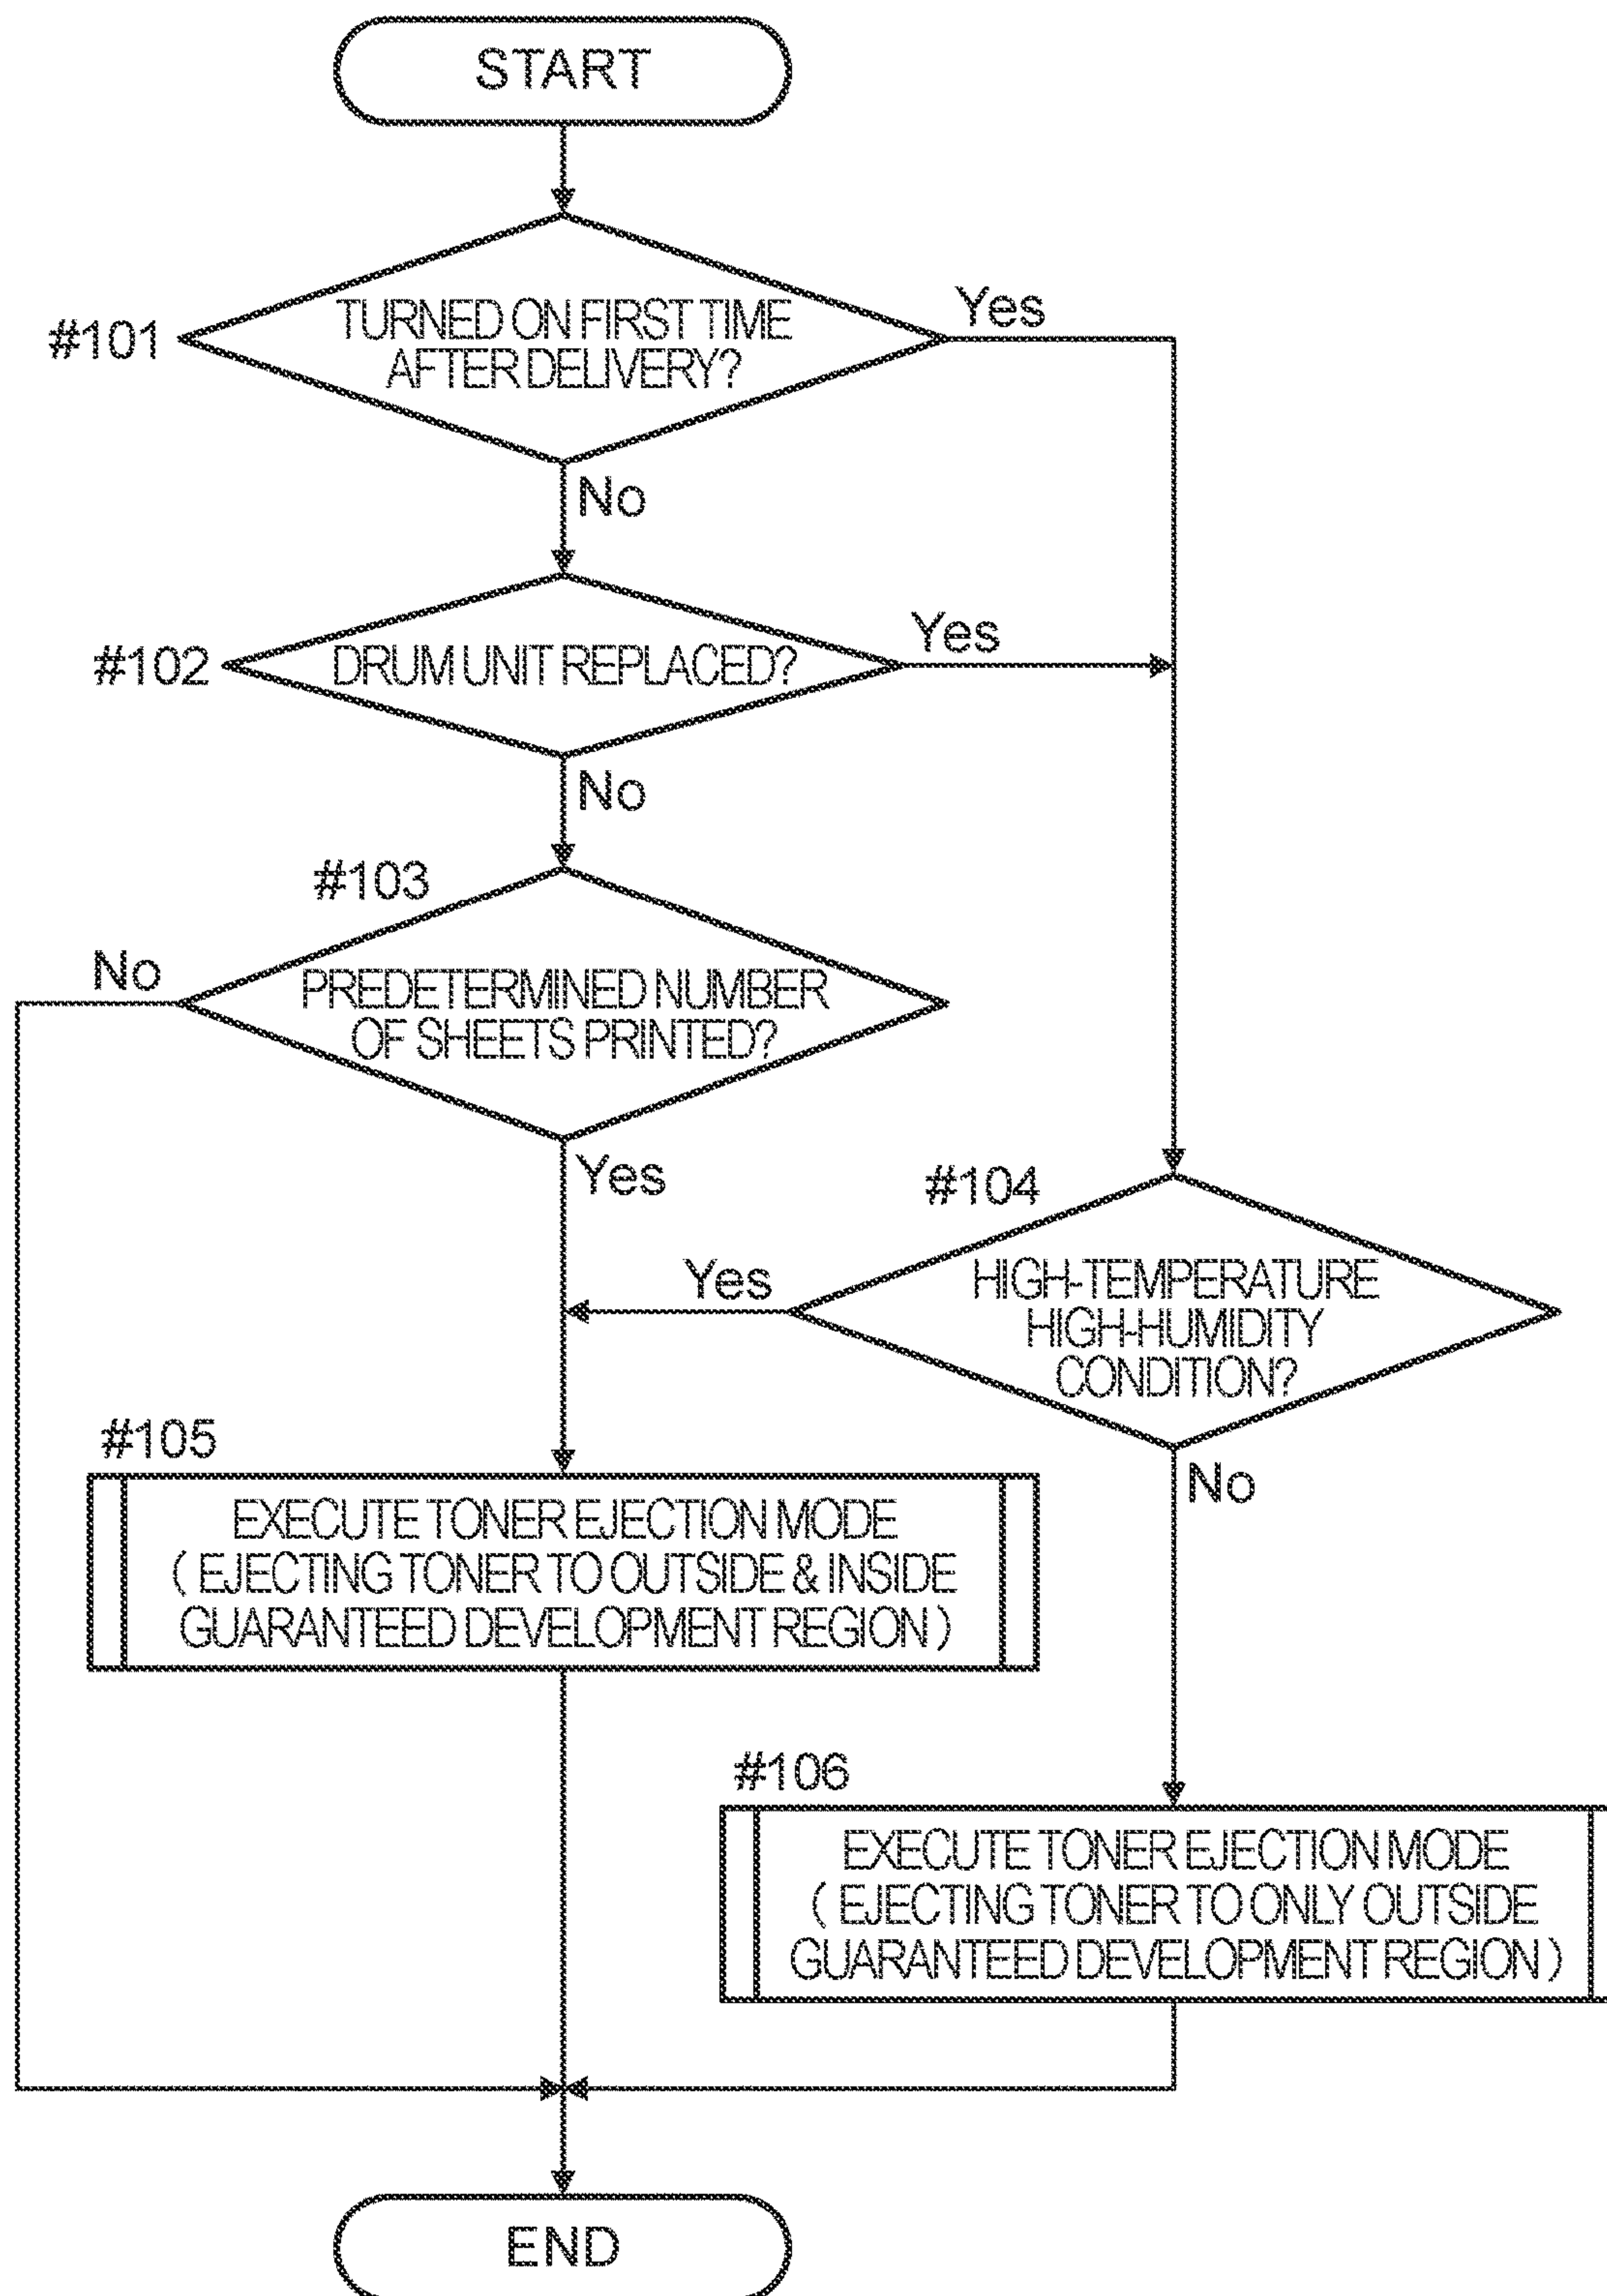 START
#101
TURNED ON FIRST TIME
AFTER DELIVERY?
Yes
No
#102
DRUM UNIT REPLACED?
Yes
No
#103
No
PREDETERMINED NUMBER
OF SHEETS PRINTED?
Yes
#104
Yes
HIGH-TEMPERATURE
HIGH-HUMIDITY
CONDITION?
No
#105
EXECUTE TONER EJECTION MODE
( EJECTING TONER TO OUTSIDE & INSIDE
GUARANTEED DEVELOPMENT REGION )
#106
EXECUTE TONER EJECTION MODE
( EJECTING TONER TO ONLY OUTSIDE
GUARANTEED DEVELOPMENT REGION )
END